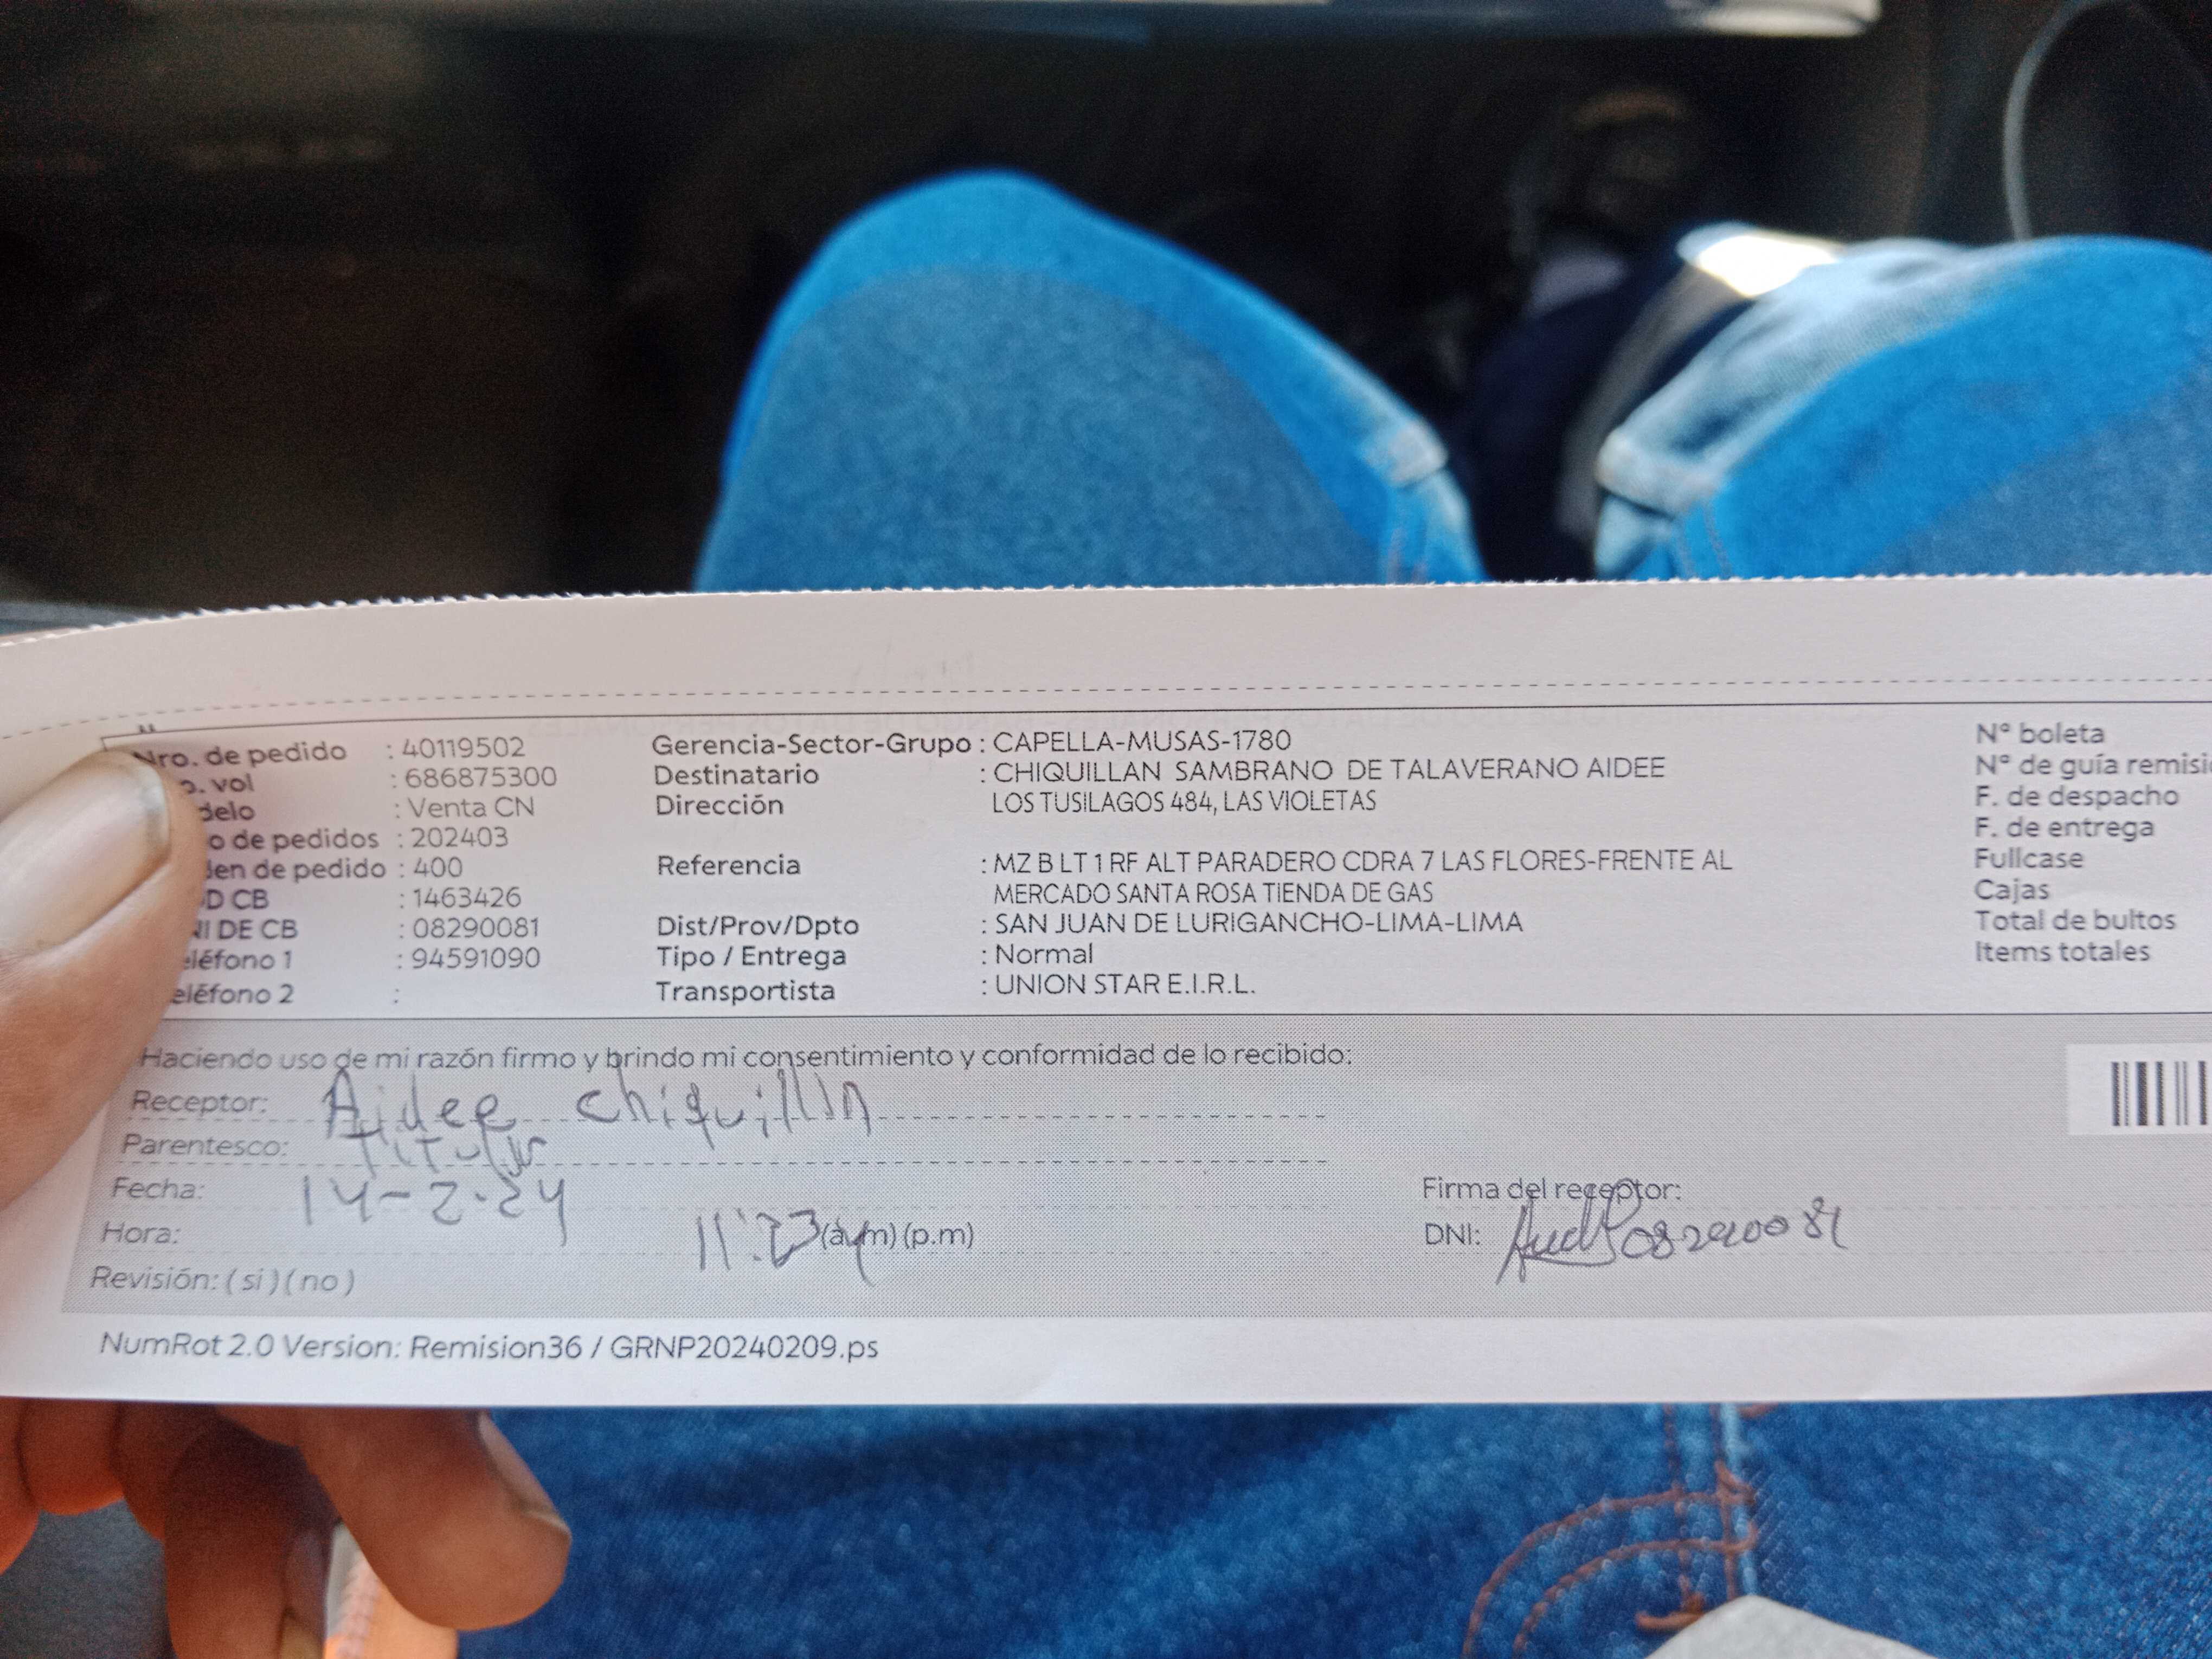 Nro. de pedido : 40119502 Gerencia-Sector-Grupo : CAPELLA-MUSAS-1780 N° boleta
o. vol : 686875300 Destinatario : CHIQUILLAN SAMBRANO DE TALAVERANO AIDEE N° de guía remisi
delo : Venta CN Dirección LOS TUSILAGOS 484, LAS VIOLETAS F. de despacho
o de pedidos : 202403 F. de entrega
den de pedido : 400 Referencia : MZ B LT 1 RF ALT PARADERO CDRA 7 LAS FLORES-FRENTE AL Fullcase
D CB : 1463426 MERCADO SANTA ROSA TIENDA DE GAS Cajas
NI DE CB : 08290081 Dist/Prov/Dpto : SAN JUAN DE LURIGANCHO-LIMA-LIMA Total de bultos
eléfono 1 : 94591090 Tipo / Entrega : Normal Items totales
eléfono 2 : Transportista : UNION STAR E.I.R.L.
Haciendo uso de mi razón firmo y brindo mi consentimiento y conformidad de lo recibido:
Receptor: Aidee chiquillan
Parentesco: Titular
Fecha: 14-2-24 Firma del receptor:
Hora: 11:23 (a.m) (p.m) DNI: 08290081
Revisión: ( si ) ( no )
NumRot 2.0 Version: Remision36 / GRNP20240209.ps